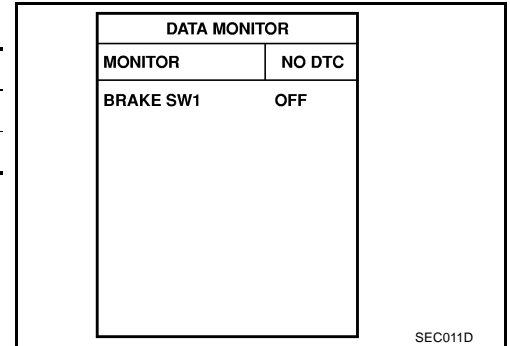 DATA MONITOR
MONITOR NO DTC
BRAKE SW1 OFF
SEC011D